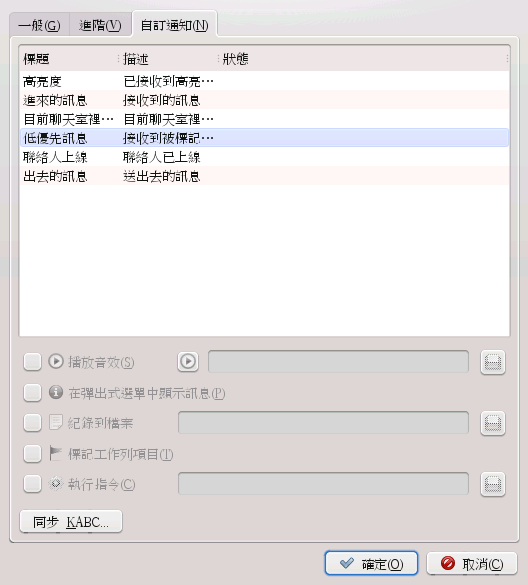 一般(G) 進階(V) 自訂通知(N)
標題 描述 狀態
高亮度 已接收到高亮…
進來的訊息 接收到的訊息
目前聊天室裡… 目前聊天室裡…
低優先訊息 接收到被標記…
聯絡人上線 聯絡人已上線
出去的訊息 送出去的訊息
播放音效(S)
在彈出式選單中顯示訊息(P)
紀錄到檔案
標記工作列項目(T)
執行指令(C)
同步 KABC...
確定(O) 取消(C)